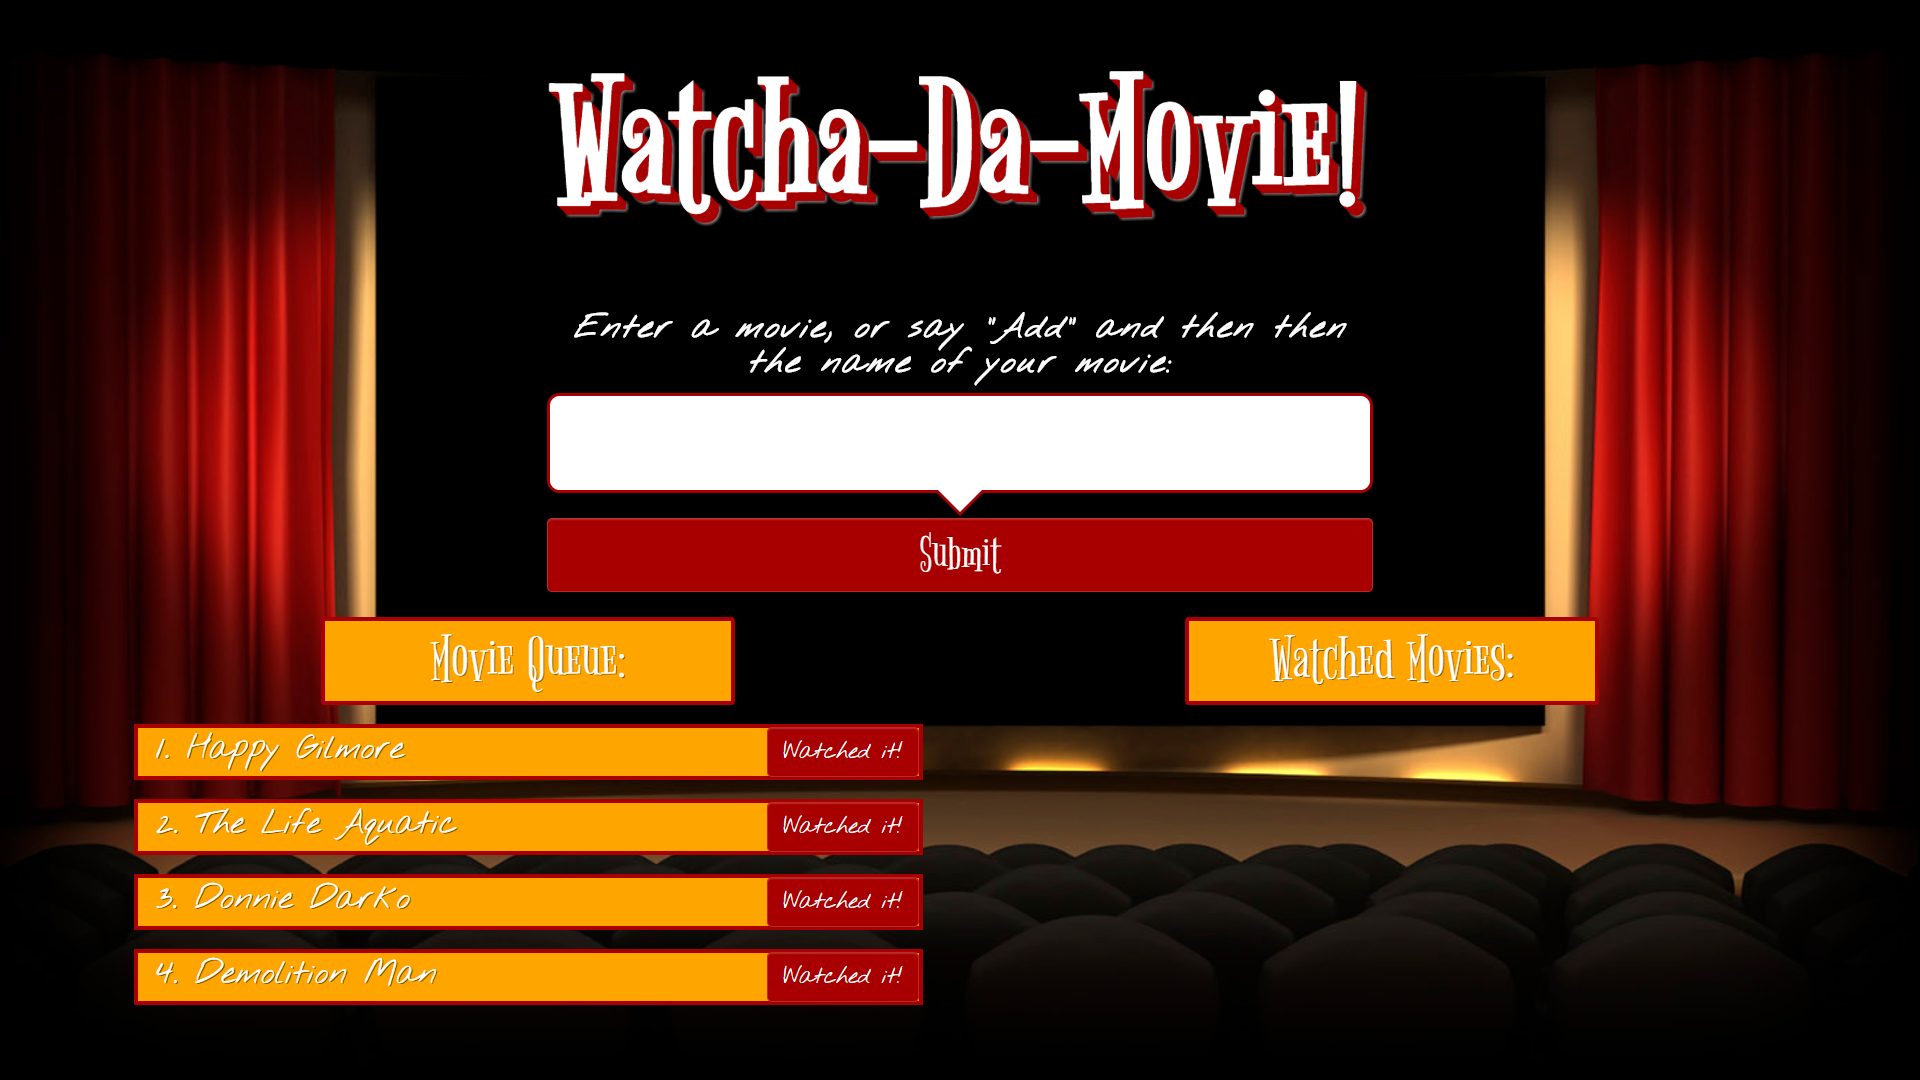 Watcha-Da-Movie!
Enter a movie, or say "Add" and then then
the name of your movie:
Submit
Movie Queue:
Watched Movies:
1. Happy Gilmore
Watched it!
2. The Life Aquatic
Watched it!
3. Donnie Darko
Watched it!
4. Demolition Man
Watched it!